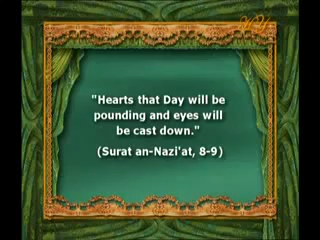 "Hearts that Day will be
pounding and eyes will
be cast down."
(Surat an-Nazi'at, 8-9)